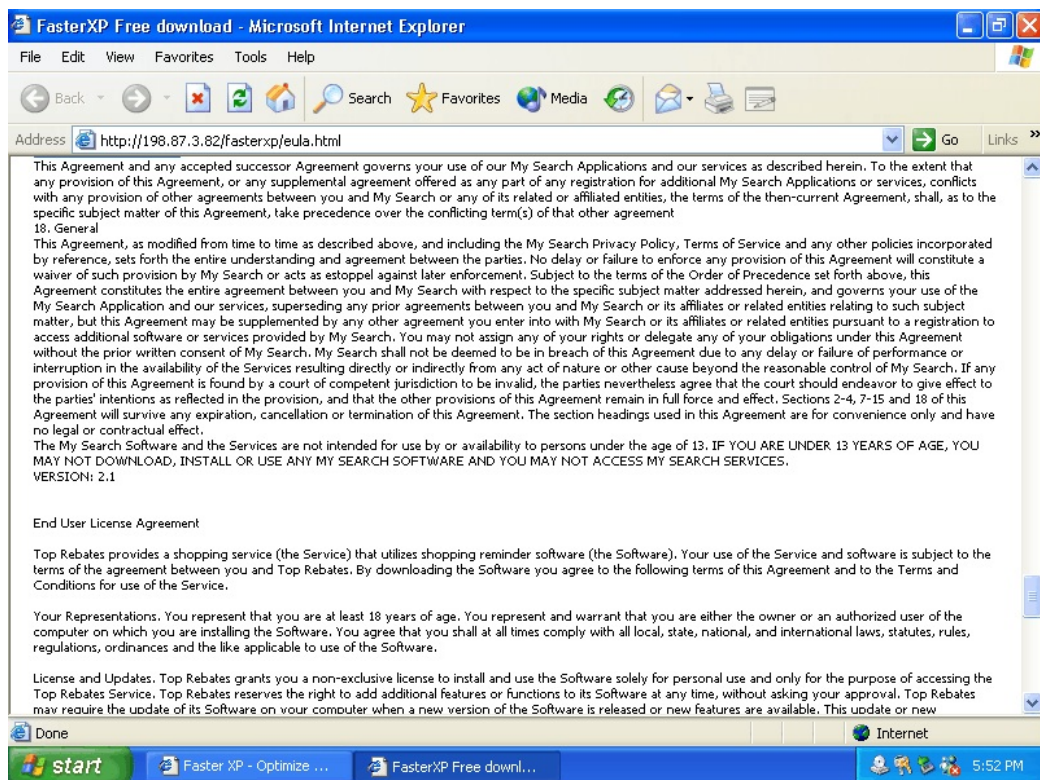 FasterXP Free download - Microsoft Internet Explorer
File Edit View Favorites Tools Help
Back Search Favorites Media
Address http://198.87.3.82/fasterxp/eula.html Go Links »
This Agreement and any accepted successor Agreement governs your use of our My Search Applications and our services as described herein. To the extent that
any provision of this Agreement, or any supplemental agreement offered as any part of any registration for additional My Search Applications or services, conflicts
with any provision of other agreements between you and My Search or any of its related or affiliated entities, the terms of the then-current Agreement, shall, as to the
specific subject matter of this Agreement, take precedence over the conflicting term(s) of that other agreement
18. General
This Agreement, as modified from time to time as described above, and including the My Search Privacy Policy, Terms of Service and any other policies incorporated
by reference, sets forth the entire understanding and agreement between the parties. No delay or failure to enforce any provision of this Agreement will constitute a
waiver of such provision by My Search or acts as estoppel against later enforcement. Subject to the terms of the Order of Precedence set forth above, this
Agreement constitutes the entire agreement between you and My Search with respect to the specific subject matter addressed herein, and governs your use of the
My Search Application and our services, superseding any prior agreements between you and My Search or its affiliates or related entities relating to such subject
matter, but this Agreement may be supplemented by any other agreement you enter into with My Search or its affiliates or related entities pursuant to a registration to
access additional software or services provided by My Search. You may not assign any of your rights or delegate any of your obligations under this Agreement
without the prior written consent of My Search. My Search shall not be deemed to be in breach of this Agreement due to any delay or failure of performance or
interruption in the availability of the Services resulting directly or indirectly from any act of nature or other cause beyond the reasonable control of My Search. If any
provision of this Agreement is found by a court of competent jurisdiction to be invalid, the parties nevertheless agree that the court should endeavor to give effect to
the parties' intentions as reflected in the provision, and that the other provisions of this Agreement remain in full force and effect. Sections 2-4, 7-15 and 18 of this
Agreement will survive any expiration, cancellation or termination of this Agreement. The section headings used in this Agreement are for convenience only and have
no legal or contractual effect.
The My Search Software and the Services are not intended for use by or availability to persons under the age of 13. IF YOU ARE UNDER 13 YEARS OF AGE, YOU
MAY NOT DOWNLOAD, INSTALL OR USE ANY MY SEARCH SOFTWARE AND YOU MAY NOT ACCESS MY SEARCH SERVICES.
VERSION: 2.1
End User License Agreement
Top Rebates provides a shopping service (the Service) that utilizes shopping reminder software (the Software). Your use of the Service and software is subject to the
terms of the agreement between you and Top Rebates. By downloading the Software you agree to the following terms of this Agreement and to the Terms and
Conditions for use of the Service.
Your Representations. You represent that you are at least 18 years of age. You represent and warrant that you are either the owner or an authorized user of the
computer on which you are installing the Software. You agree that you shall at all times comply with all local, state, national, and international laws, statutes, rules,
regulations, ordinances and the like applicable to use of the Software.
License and Updates. Top Rebates grants you a non-exclusive license to install and use the Software solely for personal use and only for the purpose of accessing the
Top Rebates Service. Top Rebates reserves the right to add additional features or functions to its Software at any time, without asking your approval. Top Rebates
may require the update of its Software on your computer when a new version of the Software is released or new features are available. This update or new
Done Internet
start Faster XP - Optimize ... FasterXP Free downl... 5:52 PM